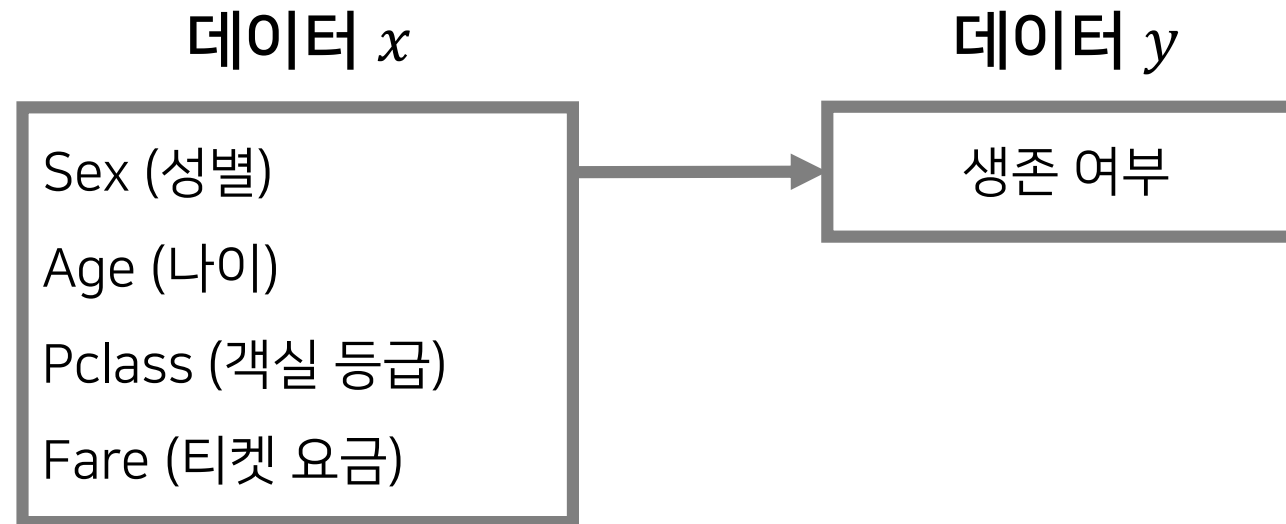 데이터 x
데이터 y
Sex (성별)
Age (나이)
Pclass (객실 등급)
Fare (티켓 요금)
생존 여부